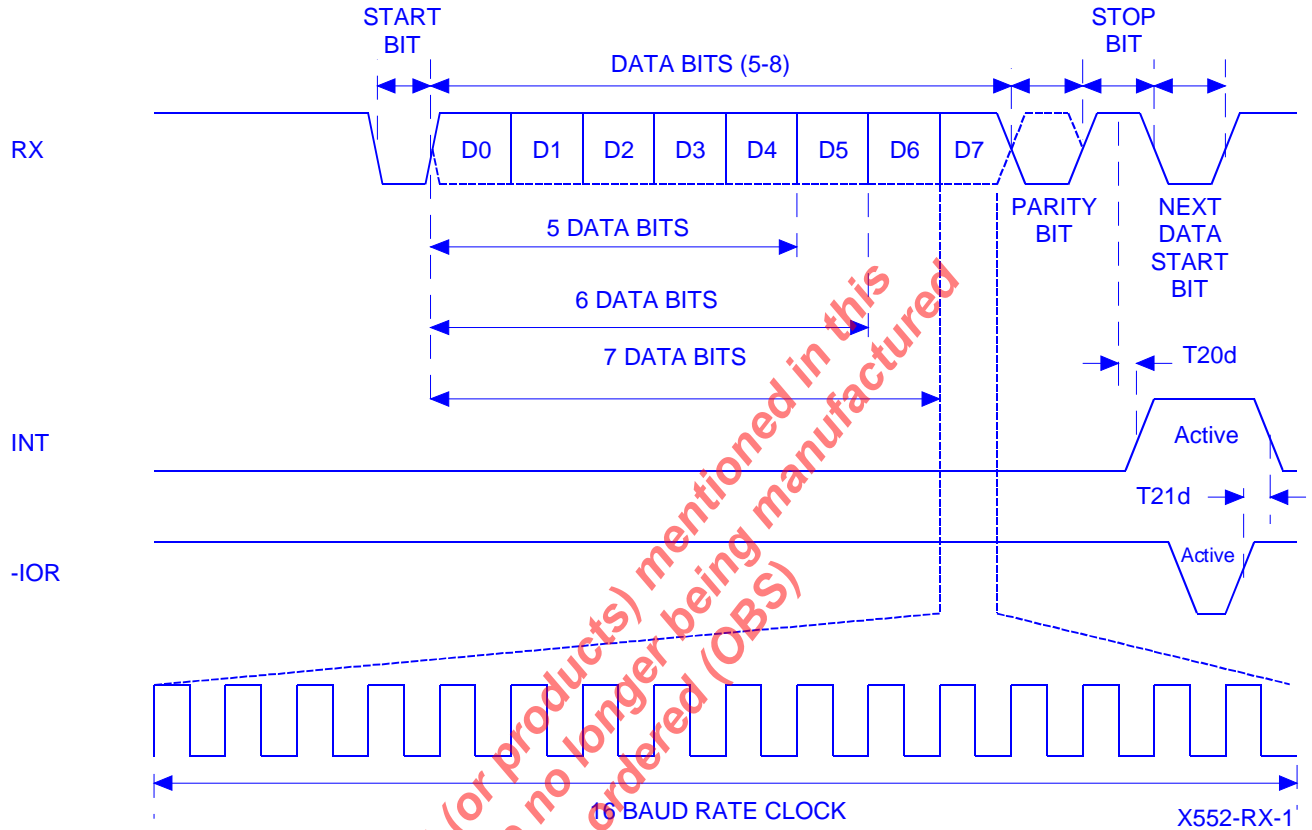 START
BIT
STOP
BIT
DATA BITS (5-8)
RX
D0 D1 D2 D3 D4 D5 D6 D7
PARITY
BIT
NEXT
DATA
START
BIT
5 DATA BITS
6 DATA BITS
7 DATA BITS
T20d
INT
Active
T21d
-IOR
Active
16 BAUD RATE CLOCK
X552-RX-1
(or products) mentioned in this
no longer being manufactured
ordered (OBS)